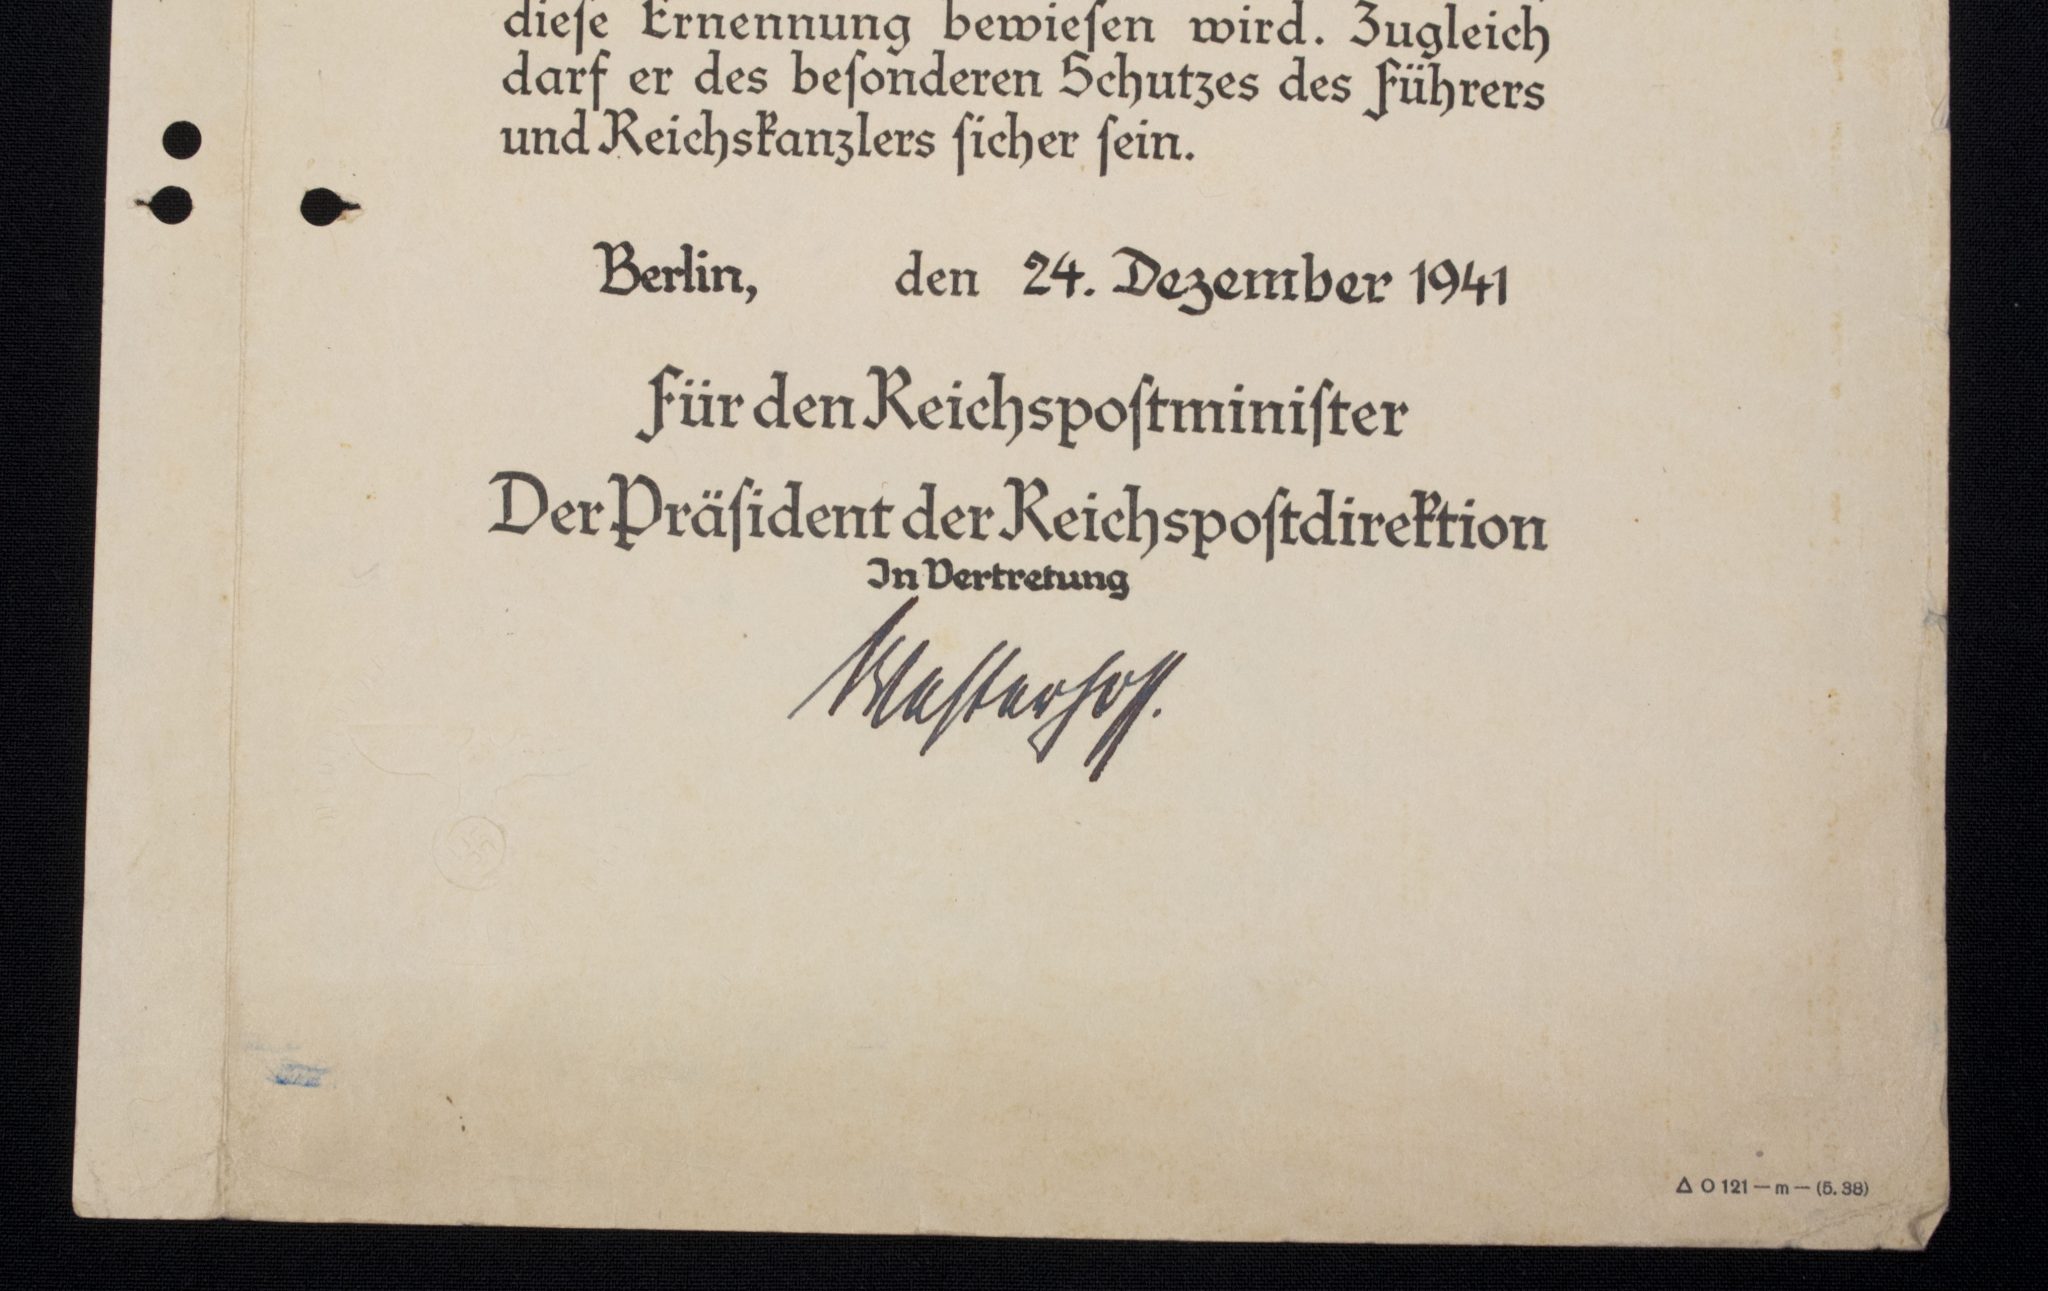 dieſe Ernennung bewieſen wird. Zugleich
darf er des beſonderen Schutzes des Führers
und Reichskanzlers ſicher ſein.
Berlin, den 24. Dezember 1941
Für den Reichspoſtminiſter
Der Präſident der Reichspoſtdirektion
In Vertretung
Westerhoff.
Δ O 121 — m — (5. 38)